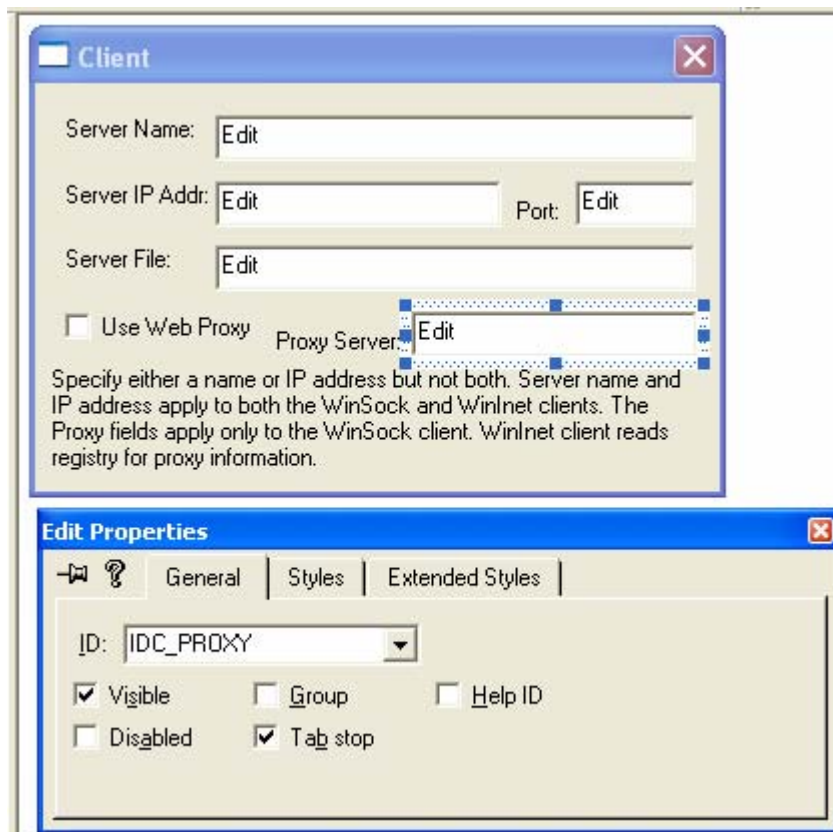 Client
Server Name: Edit
Server IP Addr: Edit Port: Edit
Server File: Edit
Use Web Proxy Proxy Server: Edit
Specify either a name or IP address but not both. Server name and
IP address apply to both the WinSock and WinInet clients. The
Proxy fields apply only to the WinSock client. WinInet client reads
registry for proxy information.
Edit Properties
General Styles Extended Styles
ID: IDC_PROXY
Visible Group Help ID
Disabled Tab stop